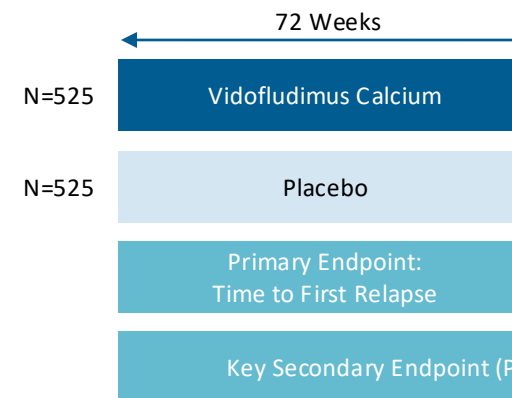 72 Weeks
N=525 Vidofludimus Calcium
N=525 Placebo
Primary Endpoint:
Time to First Relapse
Key Secondary Endpoint (P